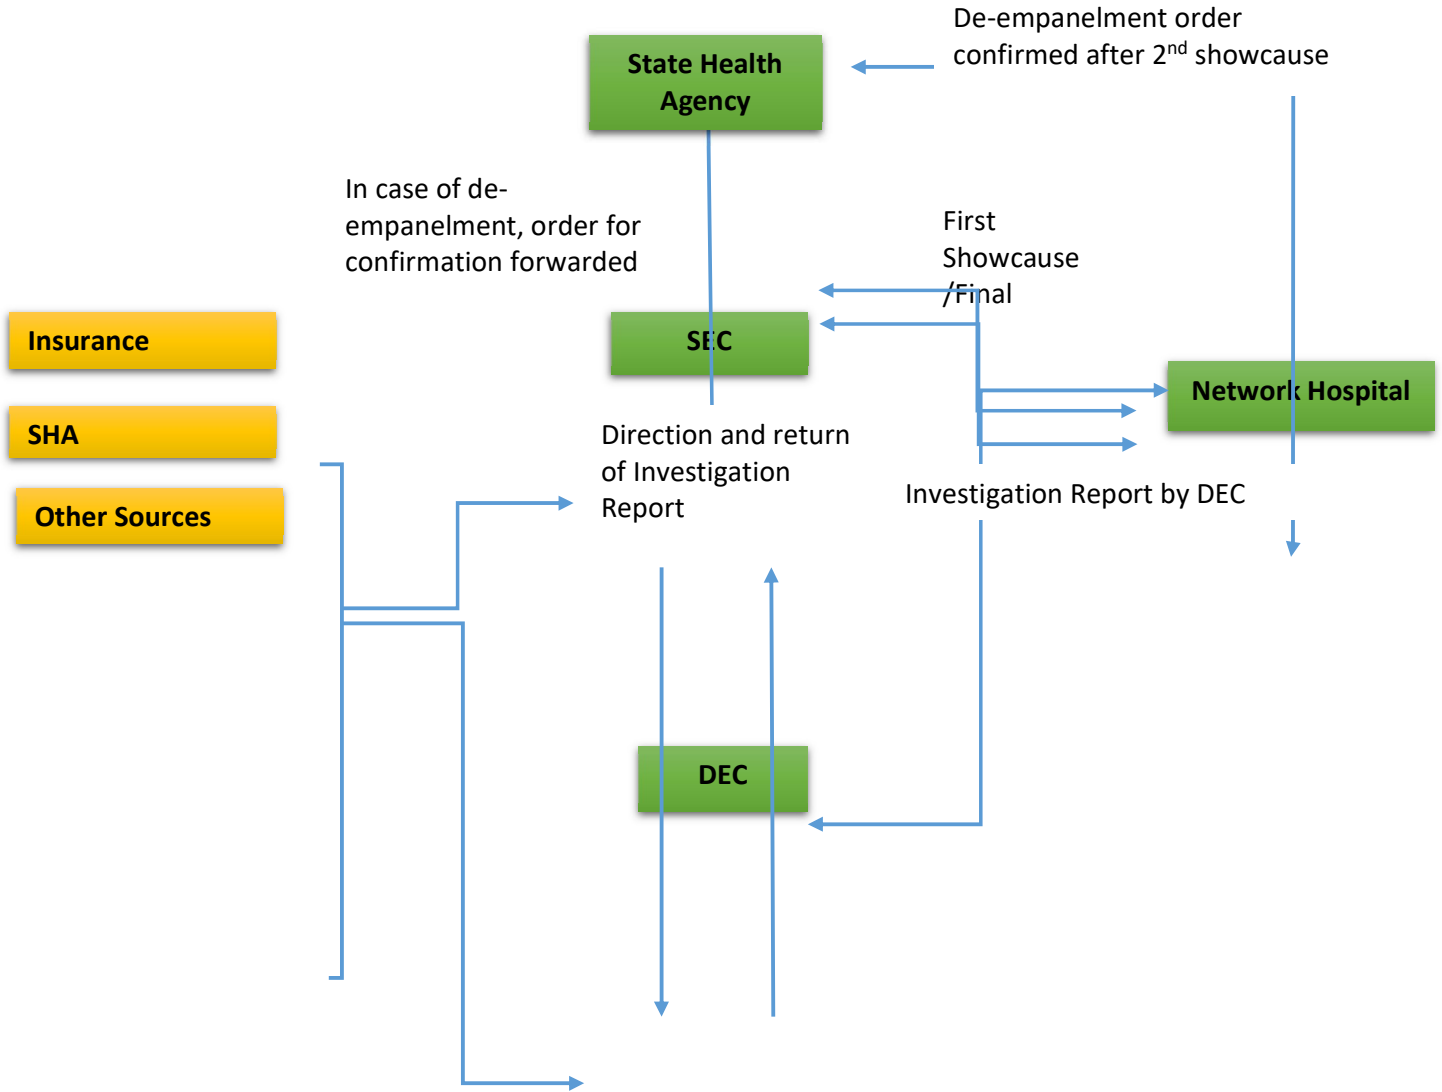 De-empanelment order
confirmed after 2nd showcause
State Health
Agency
In case of de-
empanelment, order for
confirmation forwarded
First
Showcause
/Final
Insurance
SEC
Network Hospital
SHA
Direction and return
of Investigation
Report
Investigation Report by DEC
Other Sources
DEC